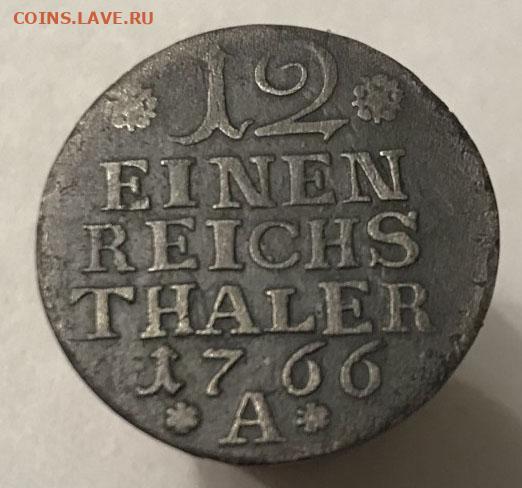 COINS.LAVE.RU
12
EINEN
REICHS
THALER
1766
A